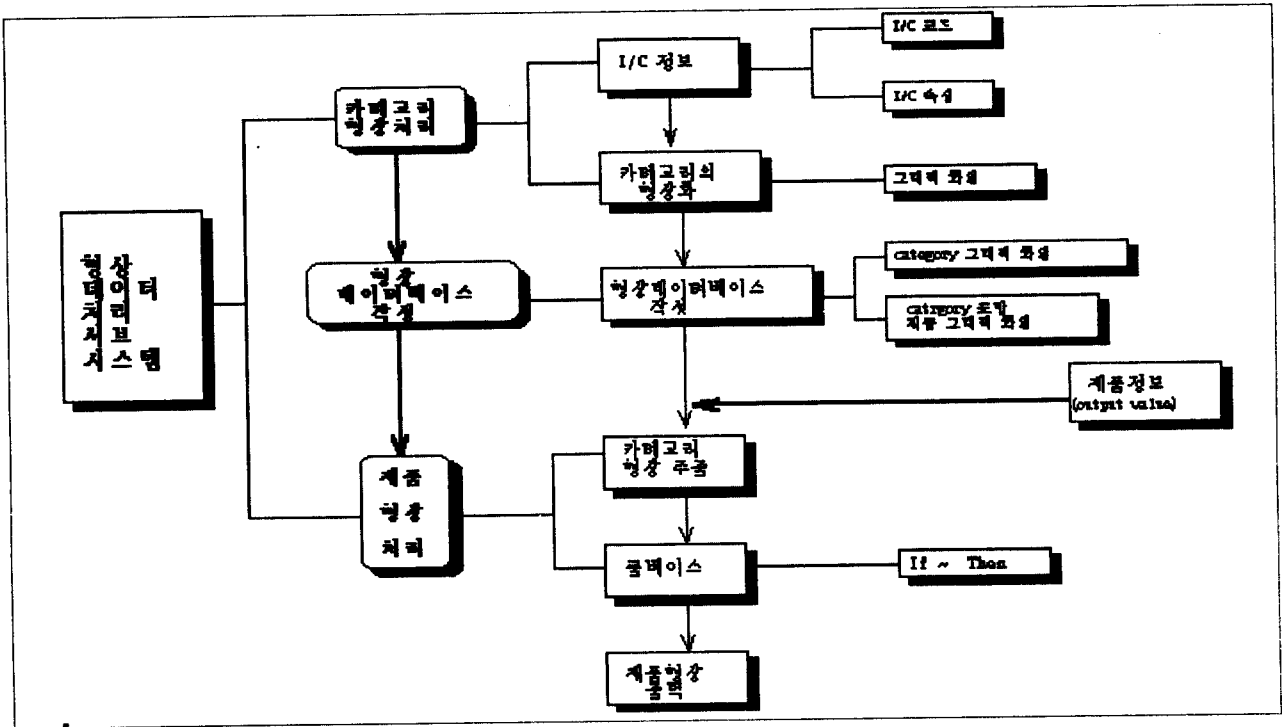 I/C 코드
I/C 정보
I/C 속성
카테고리
형상처리
카테고리의
형상화
그래픽 화일
형상
데이터
처리
서브
시스템
형상
데이터베이스
작성
형상데이터베이스
작성
category 그래픽 화일
category 조합
제품 그래픽 화일
제품정보
(output value)
카테고리
형상 추출
제품
형상
처리
룰베이스
If ~ Then
제품형상
출력